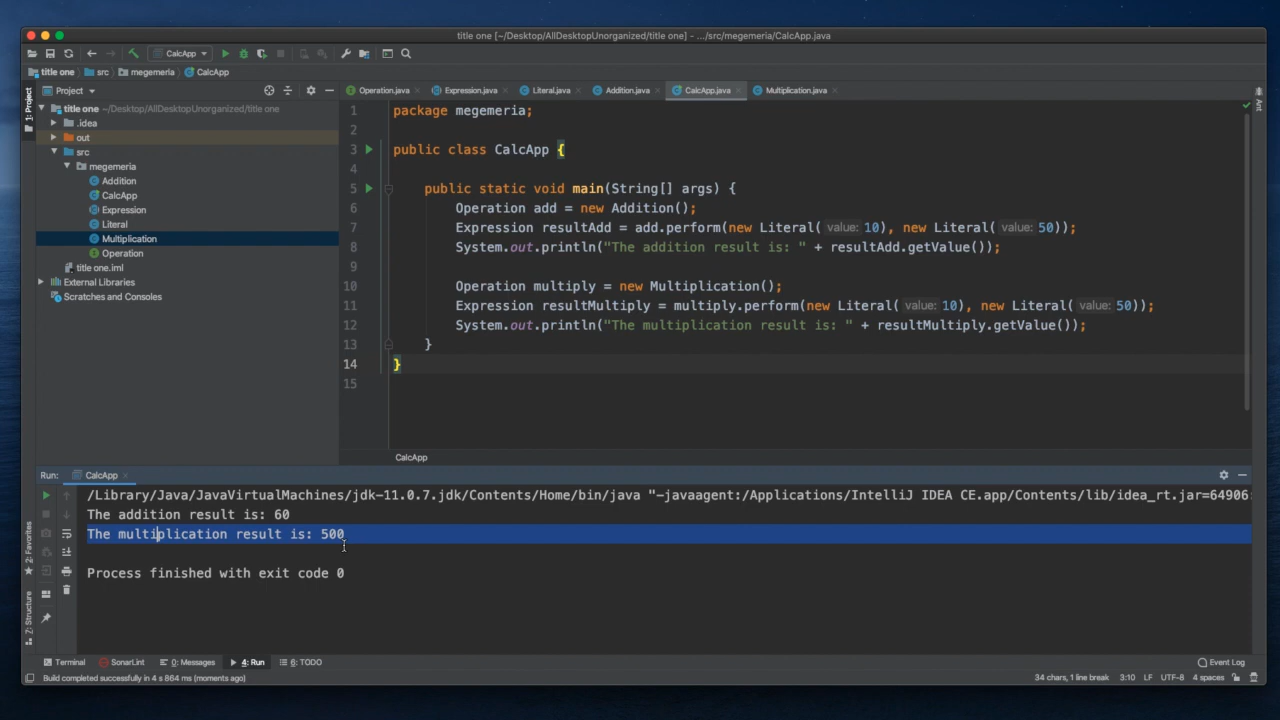 title one [~/Desktop/AllDesktopUnorganized/title one] - .../src/megemeria/CalcApp.java
CalcApp
title one src megemeria CalcApp
Project
Operation.java Expression.java Literal.java Addition.java CalcApp.java Multiplication.java
1: Project
Ant
title one ~/Desktop/AllDesktopUnorganized/title one
.idea
out
src
megemeria
Addition
CalcApp
Expression
Literal
Multiplication
Operation
title one.iml
External Libraries
Scratches and Consoles
1 package megemeria;
2
3 public class CalcApp {
4
5 public static void main(String[] args) {
6 Operation add = new Addition();
7 Expression resultAdd = add.perform(new Literal( value: 10), new Literal( value: 50));
8 System.out.println("The addition result is: " + resultAdd.getValue());
9
10 Operation multiply = new Multiplication();
11 Expression resultMultiply = multiply.perform(new Literal( value: 10), new Literal( value: 50));
12 System.out.println("The multiplication result is: " + resultMultiply.getValue());
13 }
14 }
15
CalcApp
Run: CalcApp
/Library/Java/JavaVirtualMachines/jdk-11.0.7.jdk/Contents/Home/bin/java "-javaagent:/Applications/IntelliJ IDEA CE.app/Contents/lib/idea_rt.jar=64906:
The addition result is: 60
The multiplication result is: 500
Process finished with exit code 0
2: Favorites
7: Structure
Terminal SonarLint 0: Messages 4: Run 6: TODO Event Log
Build completed successfully in 4 s 864 ms (moments ago) 34 chars, 1 line break 3:10 LF UTF-8 4 spaces